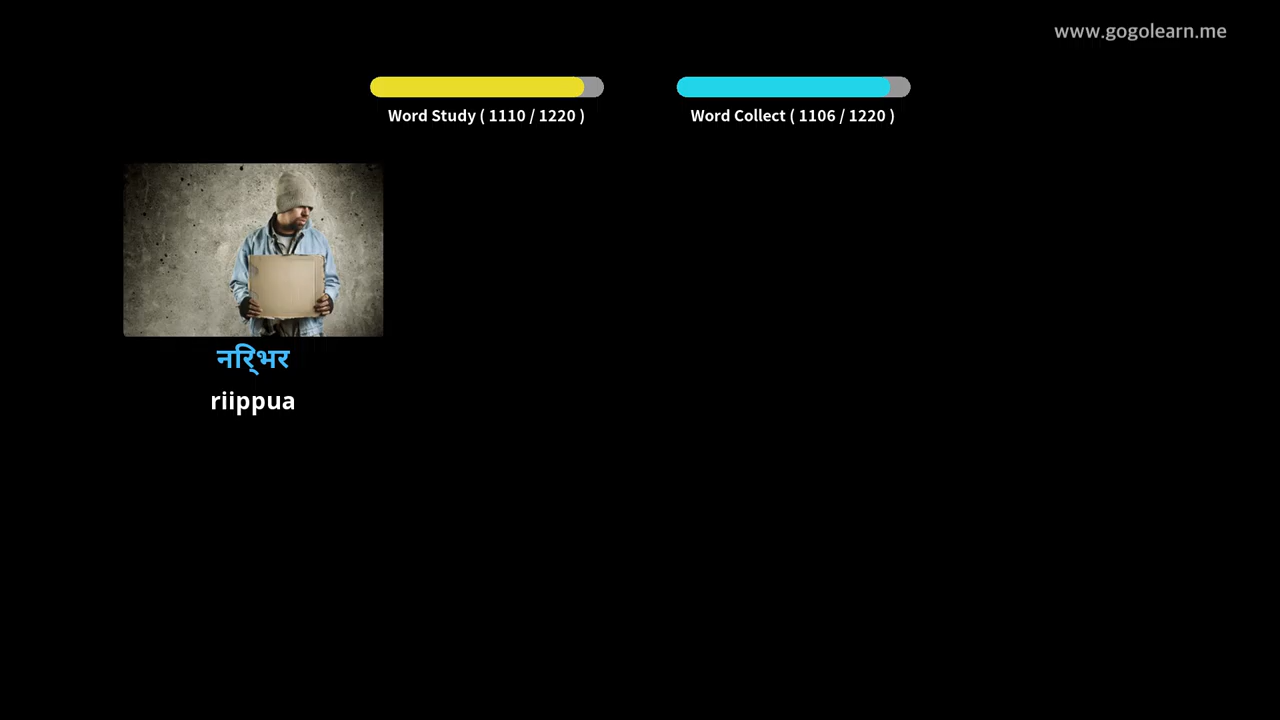 www.gogolearn.me
Word Study ( 1110 / 1220 )
Word Collect ( 1106 / 1220 )
निर्भर
riippua